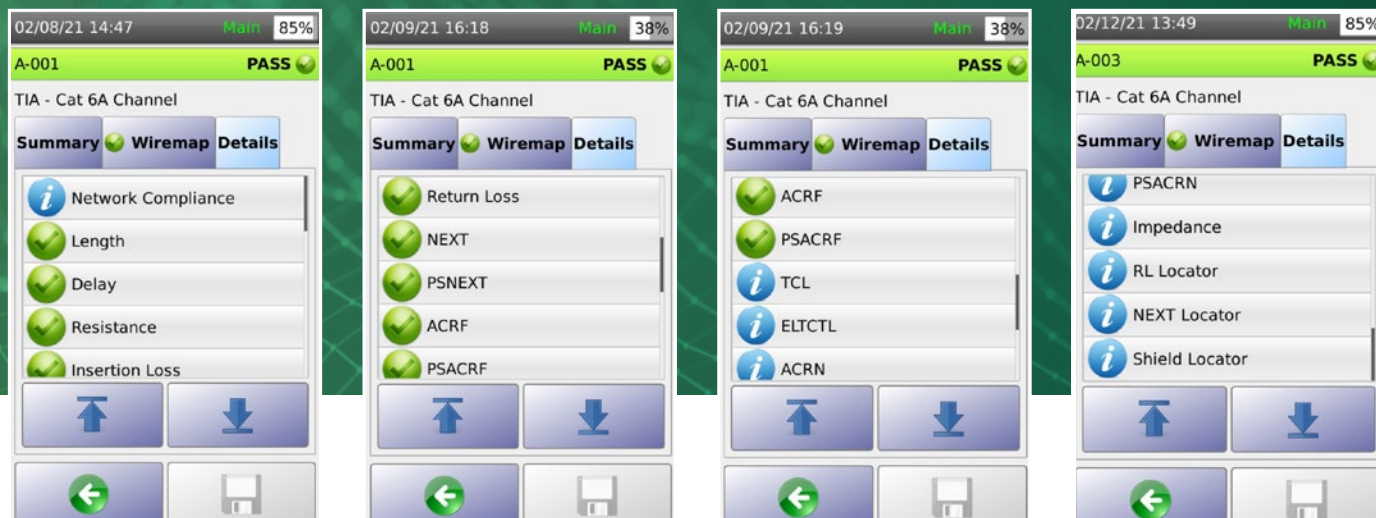 02/08/21 14:47 Main 85%
A-001 PASS
TIA - Cat 6A Channel
Summary Wiremap Details
Network Compliance
Length
Delay
Resistance
Insertion Loss
02/09/21 16:18 Main 38%
A-001 PASS
TIA - Cat 6A Channel
Summary Wiremap Details
Return Loss
NEXT
PSNEXT
ACRF
PSACRF
02/09/21 16:19 Main 38%
A-001 PASS
TIA - Cat 6A Channel
Summary Wiremap Details
ACRF
PSACRF
TCL
ELTCTL
ACRN
02/12/21 13:49 Main 85%
A-003 PASS
TIA - Cat 6A Channel
Summary Wiremap Details
PSACRN
Impedance
RL Locator
NEXT Locator
Shield Locator